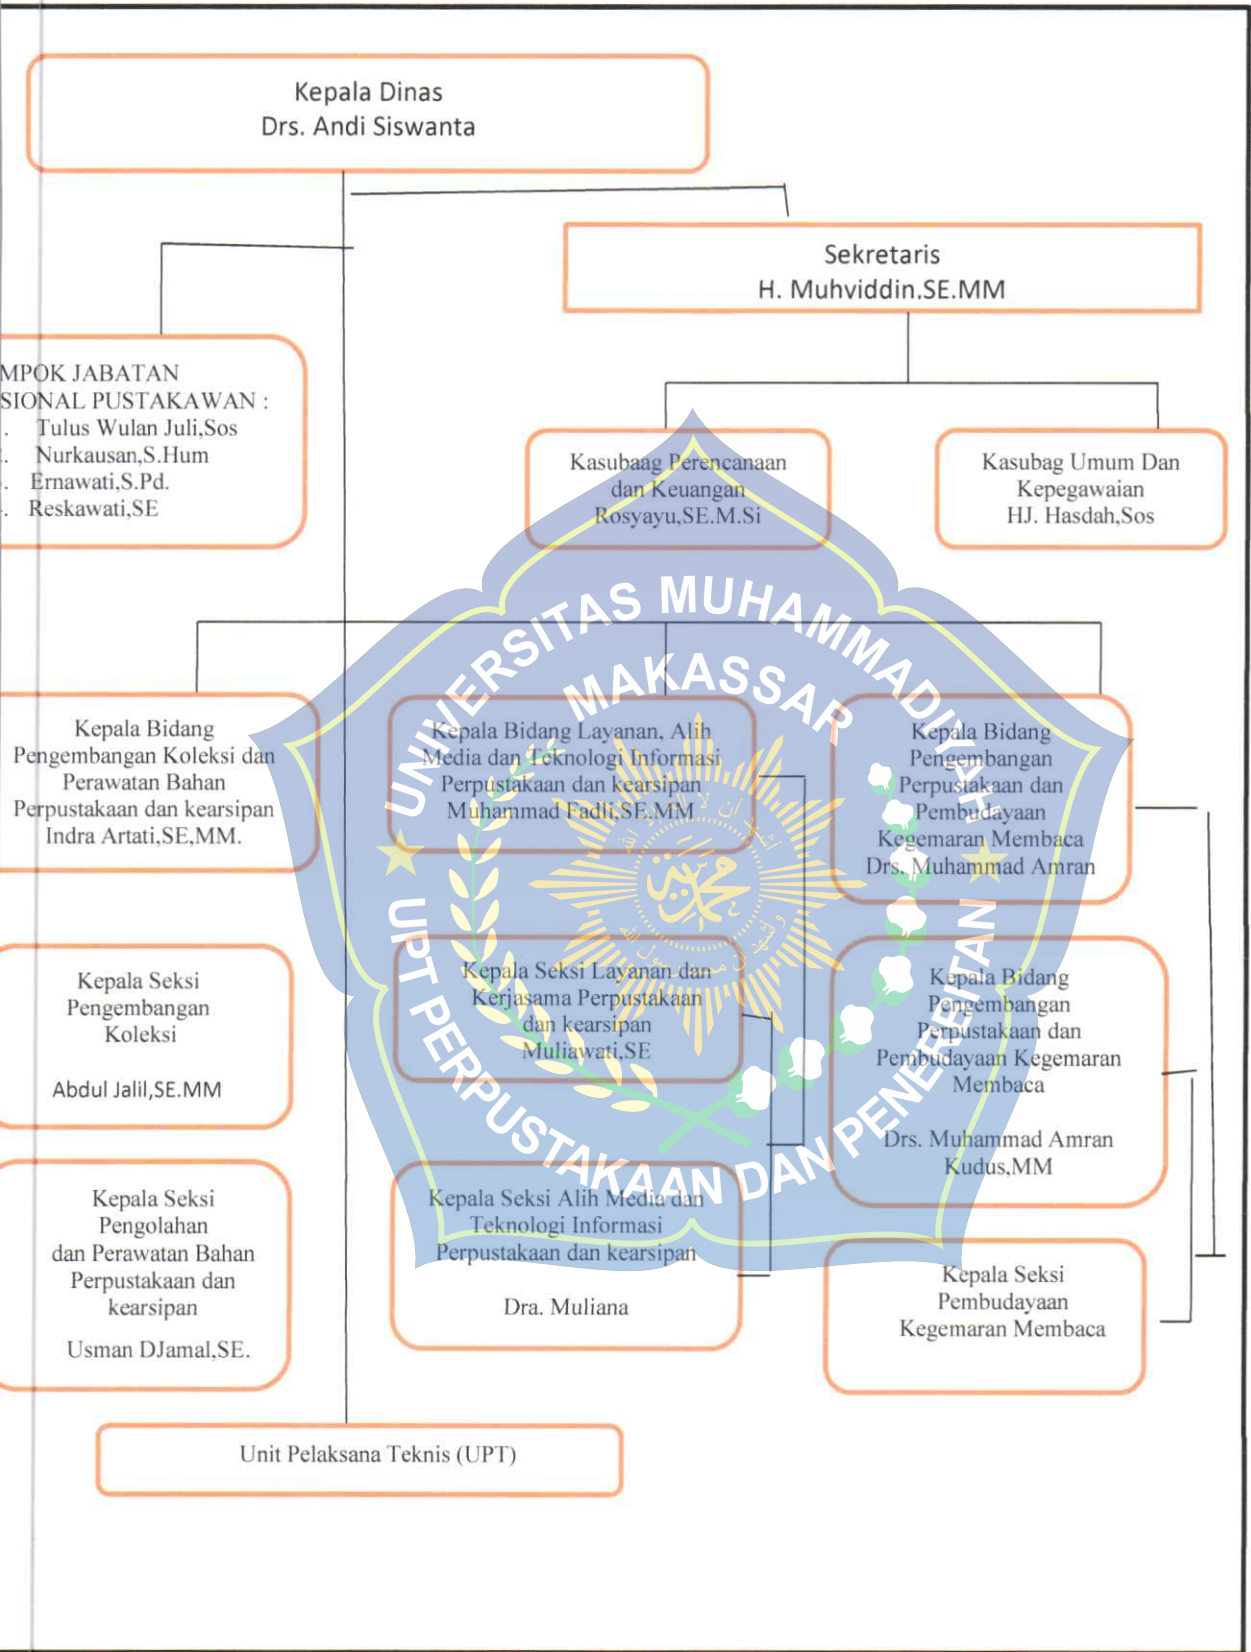 Kepala Dinas
Drs. Andi Siswanta
Sekretaris
H. Muhviddin.SE.MM
MPOK JABATAN
SIONAL PUSTAKAWAN :
. Tulus Wulan Juli,Sos
. Nurkausan,S.Hum
. Ernawati,S.Pd.
. Reskawati,SE
Kasubaag Perencanaan
dan Keuangan
Rosyayu,SE.M.Si
Kasubag Umum Dan
Kepegawaian
HJ. Hasdah,Sos
UNIVERSITAS MUHAMMADIYAH
MAKASSAR
Kepala Bidang
Pengembangan Koleksi dan
Perawatan Bahan
Perpustakaan dan kearsipan
Indra Artati,SE,MM.
Kepala Bidang Layanan, Alih
Media dan Teknologi Informasi
Perpustakaan dan kearsipan
Muhammad Fadli,SE.MM
Kepala Bidang
Pengembangan
Perpustakaan dan
Pembudayaan
Kegemaran Membaca
Drs. Muhammad Amran
محمدية
Kepala Seksi
Pengembangan
Koleksi
Abdul Jalil,SE.MM
Kepala Seksi Layanan dan
Kerjasama Perpustakaan
dan kearsipan
Muliawati,SE
Kepala Bidang
Pengembangan
Perpustakaan dan
Pembudayaan Kegemaran
Membaca
Drs. Muhammad Amran
Kudus,MM
UPT PERPUSTAKAAN DAN PENERBITAN
Kepala Seksi
Pengolahan
dan Perawatan Bahan
Perpustakaan dan
kearsipan
Usman DJamal,SE.
Kepala Seksi Alih Media dan
Teknologi Informasi
Perpustakaan dan kearsipan
Dra. Muliana
Kepala Seksi
Pembudayaan
Kegemaran Membaca
Unit Pelaksana Teknis (UPT)